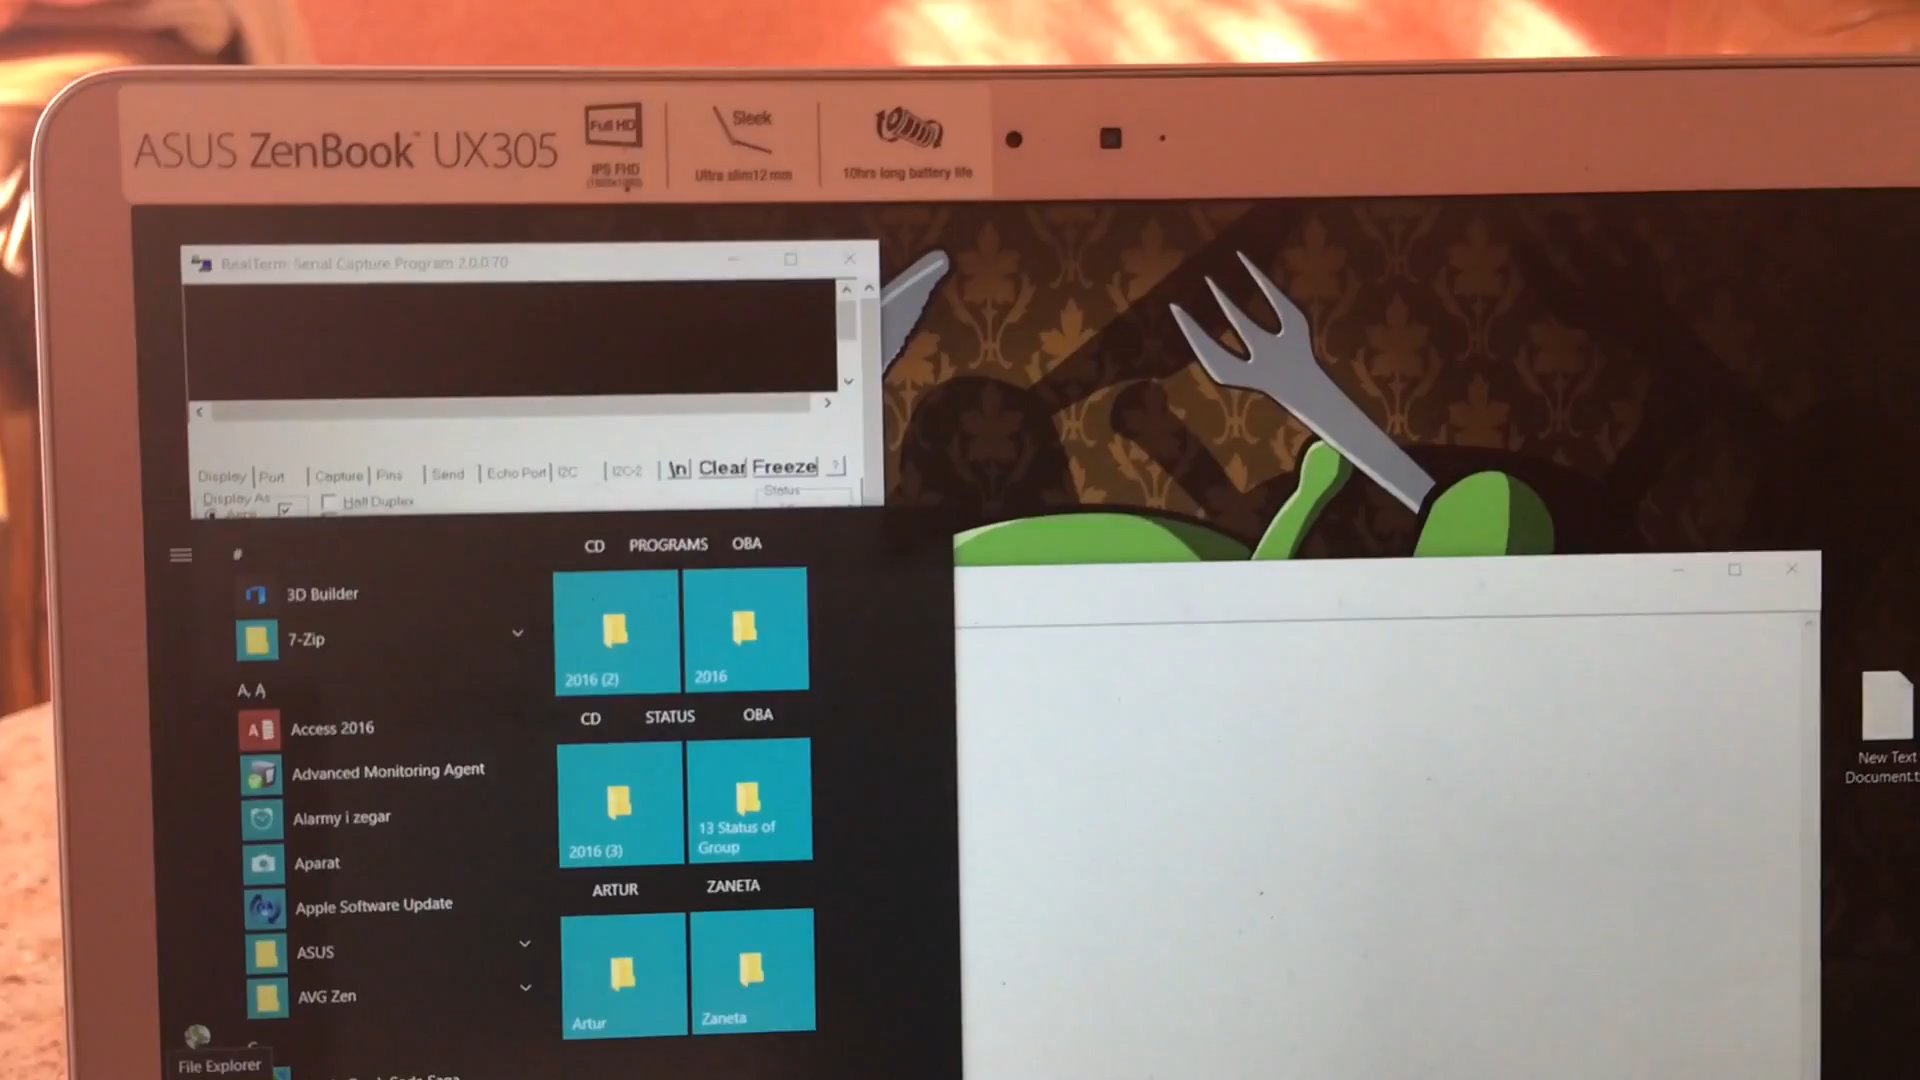 ASUS ZenBook™ UX305
Full HD
IPS FHD
(1920x1080)
Sleek
Ultra slim12 mm
10hrs long battery life
RealTerm: Serial Capture Program 2.0.0.70
Display Port Capture Pins Send Echo Port I2C I2C-2 \n Clear Freeze ?
Display As Half Duplex Status
#
3D Builder
7-Zip
A, Ą
Access 2016
Advanced Monitoring Agent
Alarmy i zegar
Aparat
Apple Software Update
ASUS
AVG Zen
File Explorer
CD PROGRAMS OBA
2016 (2) 2016
CD STATUS OBA
2016 (3) 13 Status of
Group
ARTUR ZANETA
Artur Zaneta
New Text
Document.t